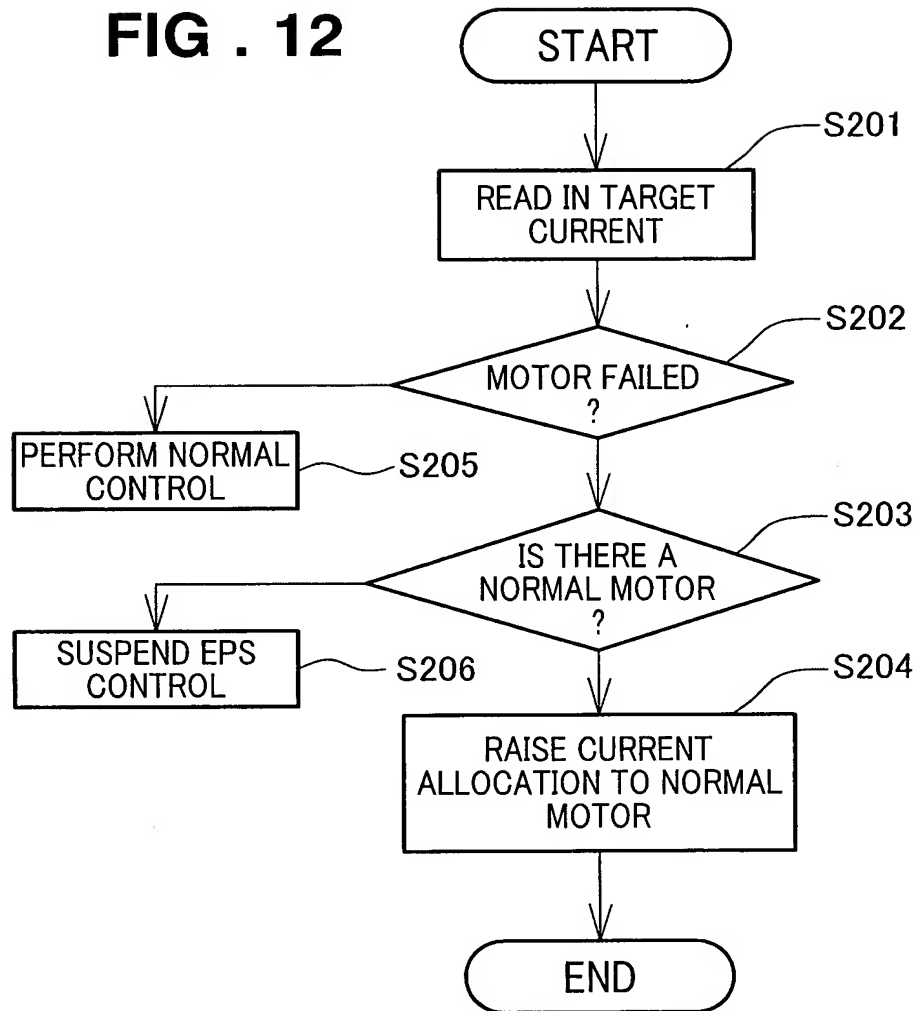 FIG . 12
START
S201
READ IN TARGET
CURRENT
S202
MOTOR FAILED
?
PERFORM NORMAL
CONTROL
S205
S203
IS THERE A
NORMAL MOTOR
?
SUSPEND EPS
CONTROL
S206
S204
RAISE CURRENT
ALLOCATION TO NORMAL
MOTOR
END